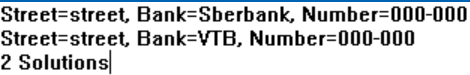 Street=street, Bank=Sberbank, Number=000-000
Street=street, Bank=VTB, Number=000-000
2 Solutions